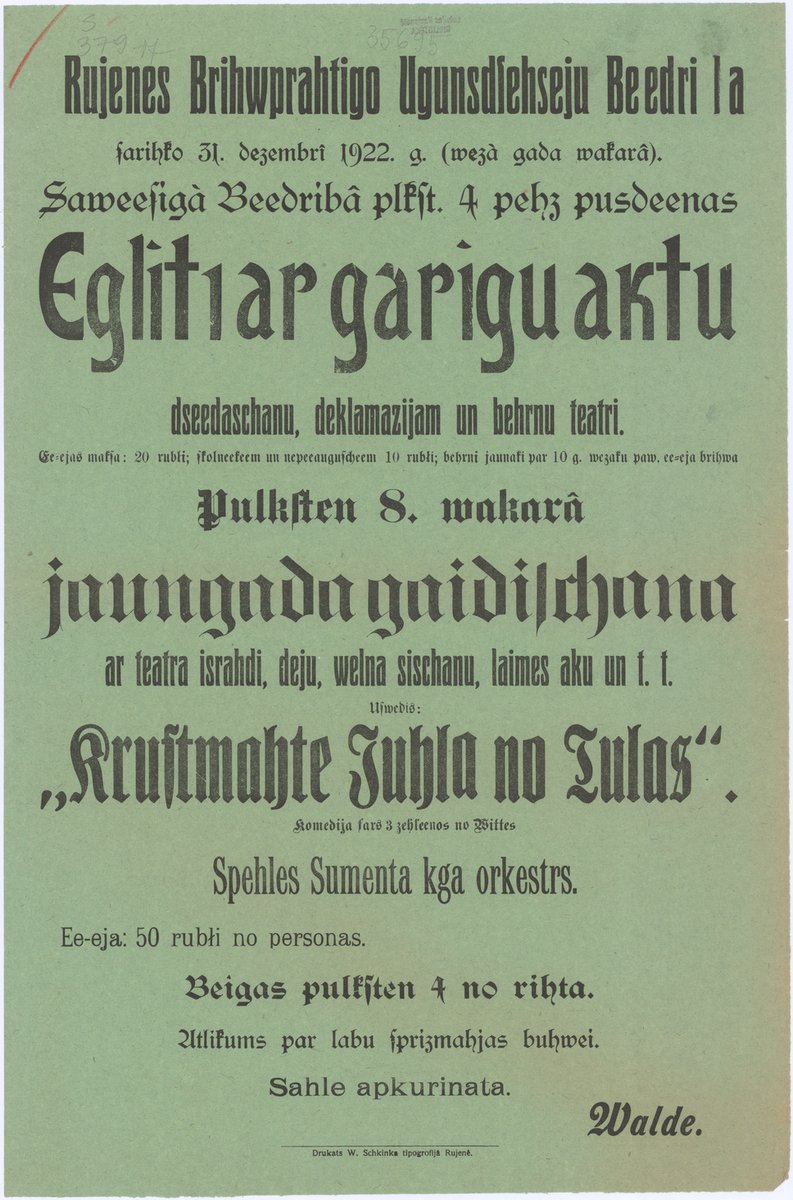 Rujenes Brihwprahtigo Ugunsdſehseju Beedri ba
ſarihko 31. dezembrî 1922. g. (wezà gada wakarâ).
Saweeſigà Beedribâ plkſt. 4 pehz pusdeenas
Egliti ar garigu aktu
dseedaschanu, deklamazijam un behrnu teatri.
Ee=ejas makſa: 20 rubli; ſkolneekeem un nepeeauguſcheem 10 rubli; behrni jaunaki par 10 g. wezaku paw. ee=eja brihwa
Pulkſten 8. wakarâ
jaungada gaidiſchana
ar teatra israhdi, deju, welna sischanu, laimes aku un t. t.
Uſwedis:
„Kruſtmahte Juhla no Tulas“.
Komedija ſars 3 zehleenos no Wittes
Spehles Sumenta kga orkestrs.
Ee-eja: 50 rubłi no personas.
Beigas pulkſten 4 no rihta.
Atlikums par labu ſprizmahjas buhwei.
Sahle apkurinata.
Walde.
Drukats W. Schkinka tipografijâ Rujenê.